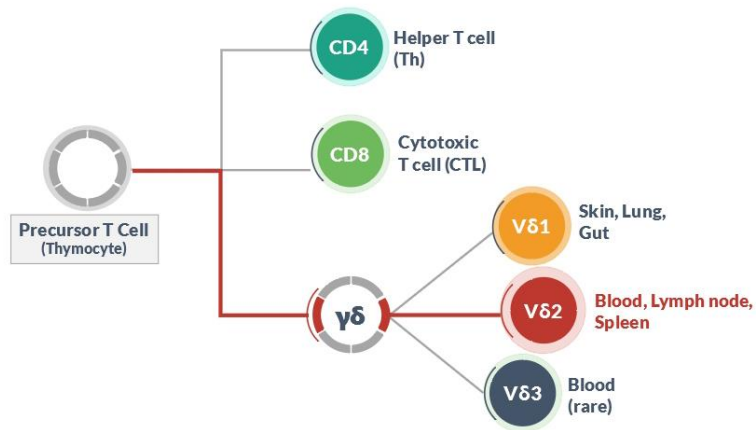 CD4
Helper T cell
(Th)
CD8
Cytotoxic
T cell (CTL)
Precursor T Cell
(Thymocyte)
Vδ1
Skin, Lung,
Gut
γδ
Vδ2
Blood, Lymph node,
Spleen
Vδ3
Blood
(rare)